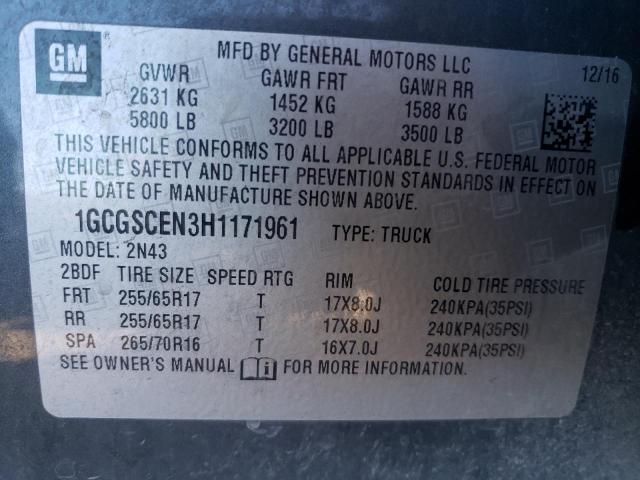 GM
MFD BY GENERAL MOTORS LLC
12/16
GVWR GAWR FRT GAWR RR
2631 KG 1452 KG 1588 KG
5800 LB 3200 LB 3500 LB
THIS VEHICLE CONFORMS TO ALL APPLICABLE U.S. FEDERAL MOTOR
VEHICLE SAFETY AND THEFT PREVENTION STANDARDS IN EFFECT ON
THE DATE OF MANUFACTURE SHOWN ABOVE.
1GCGSCEN3H1171961 TYPE: TRUCK
MODEL: 2N43
2BDF TIRE SIZE SPEED RTG RIM COLD TIRE PRESSURE
FRT 255/65R17 T 17X8.0J 240KPA(35PSI)
RR 255/65R17 T 17X8.0J 240KPA(35PSI)
SPA 265/70R16 T 16X7.0J 240KPA(35PSI)
SEE OWNER'S MANUAL FOR MORE INFORMATION.